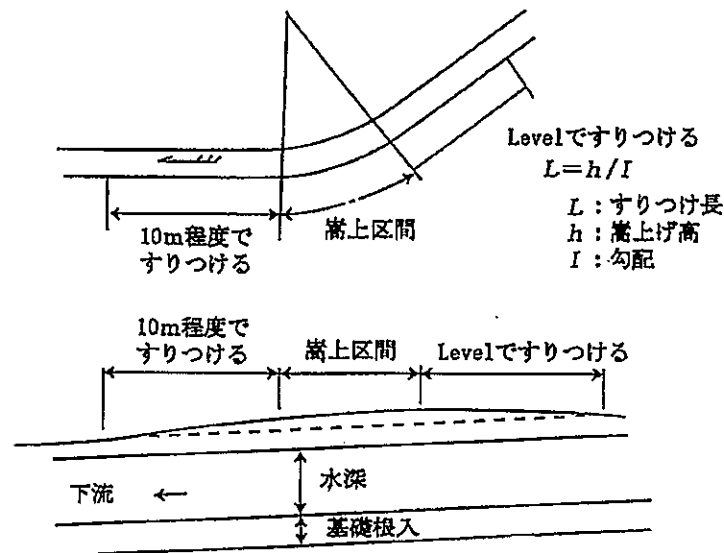 Levelですりつける
L=h/I
L：すりつけ長
h：嵩上げ高
I：勾配
10m程度で
すりつける
嵩上区間
10m程度で
すりつける
嵩上区間
Levelですりつける
下流
水深
基礎根入